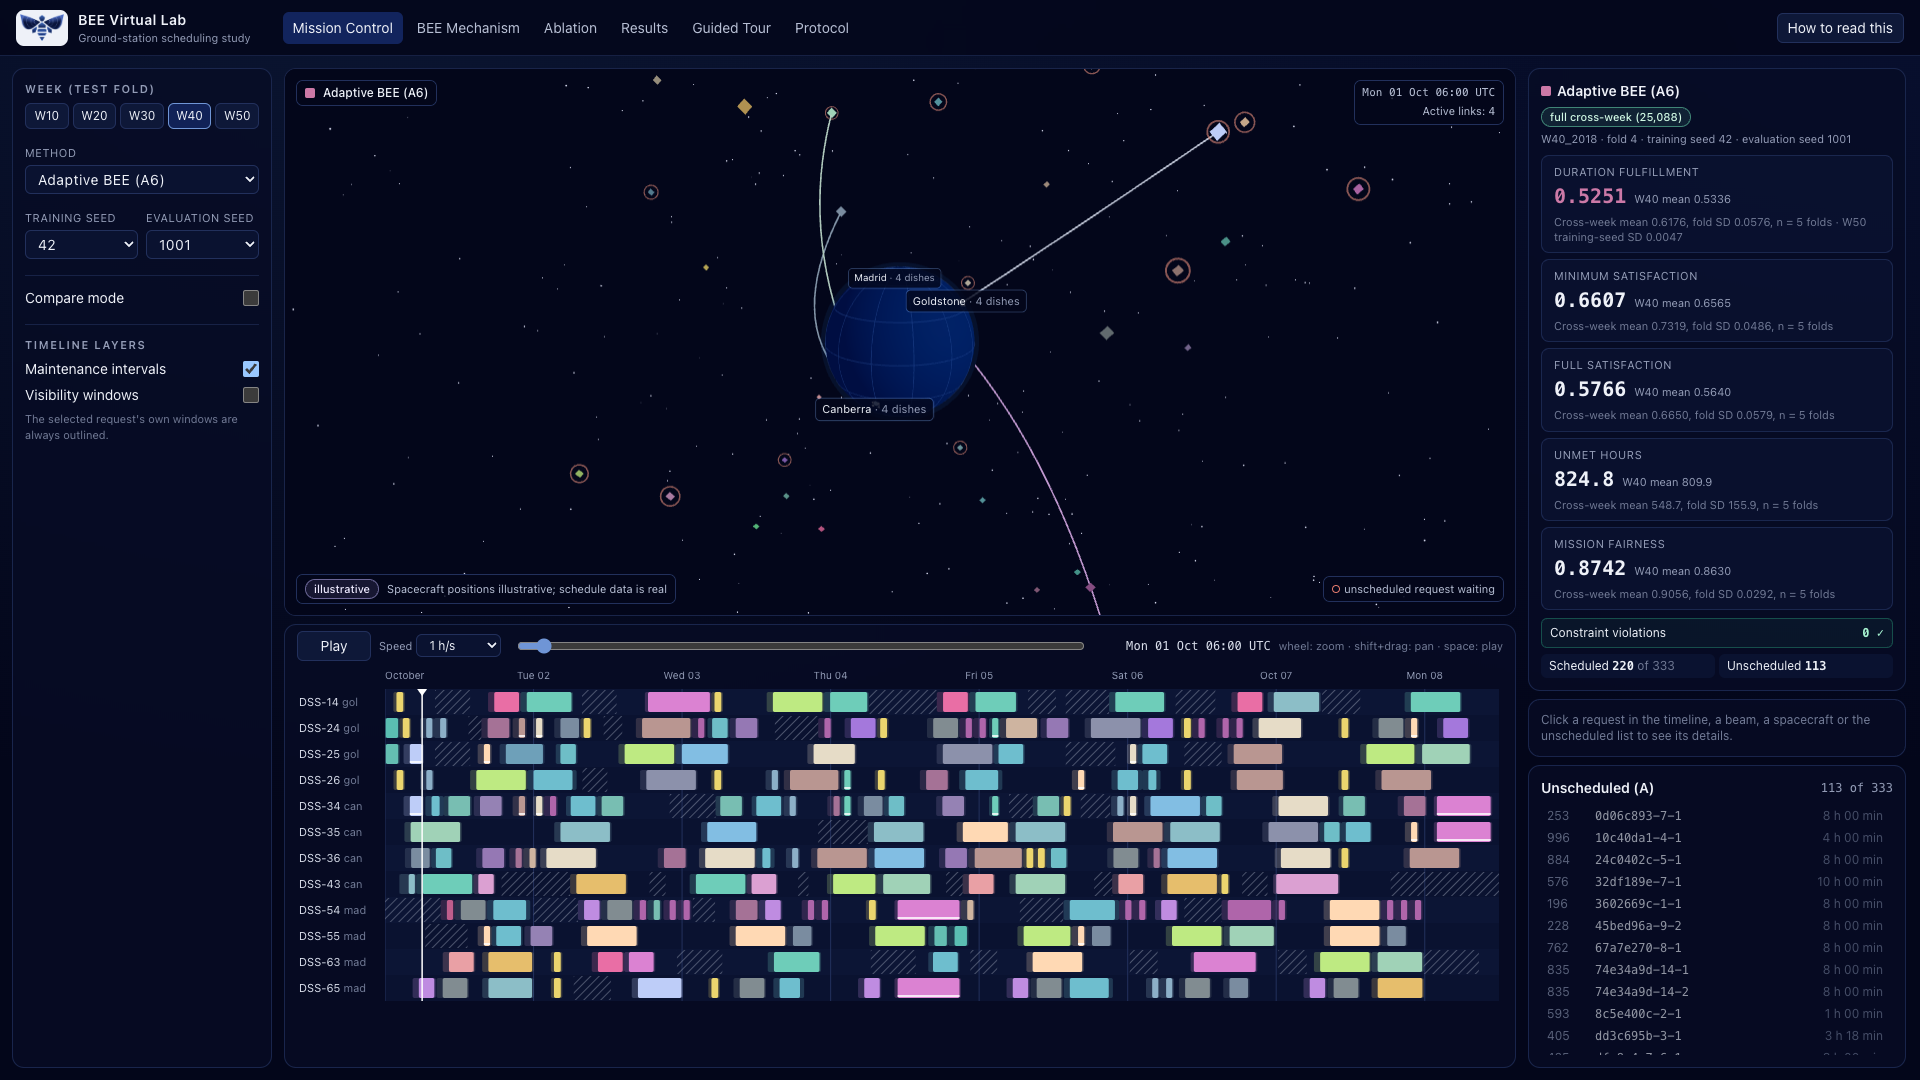 BEE Virtual Lab
Ground-station scheduling study
Mission Control
BEE Mechanism
Ablation
Results
Guided Tour
Protocol
How to read this
WEEK (TEST FOLD)
W10 W20 W30 W40 W50
METHOD
Adaptive BEE (A6)
TRAINING SEED EVALUATION SEED
42 1001
Compare mode
TIMELINE LAYERS
Maintenance intervals
Visibility windows
The selected request's own windows are
always outlined.
Adaptive BEE (A6)
Mon 01 Oct 06:00 UTC
Active links: 4
Madrid · 4 dishes
Goldstone · 4 dishes
Canberra · 4 dishes
illustrative Spacecraft positions illustrative; schedule data is real
unscheduled request waiting
Play Speed 1 h/s
Mon 01 Oct 06:00 UTC wheel: zoom · shift+drag: pan · space: play
October Tue 02 Wed 03 Thu 04 Fri 05 Sat 06 Oct 07 Mon 08
DSS-14 gol
DSS-24 gol
DSS-25 gol
DSS-26 gol
DSS-34 can
DSS-35 can
DSS-36 can
DSS-43 can
DSS-54 mad
DSS-55 mad
DSS-63 mad
DSS-65 mad
Adaptive BEE (A6)
full cross-week (25,088)
W40_2018 · fold 4 · training seed 42 · evaluation seed 1001
DURATION FULFILLMENT
0.5251 W40 mean 0.5336
Cross-week mean 0.6176, fold SD 0.0576, n = 5 folds · W50
training-seed SD 0.0047
MINIMUM SATISFACTION
0.6607 W40 mean 0.6565
Cross-week mean 0.7319, fold SD 0.0486, n = 5 folds
FULL SATISFACTION
0.5766 W40 mean 0.5640
Cross-week mean 0.6650, fold SD 0.0579, n = 5 folds
UNMET HOURS
824.8 W40 mean 809.9
Cross-week mean 548.7, fold SD 155.9, n = 5 folds
MISSION FAIRNESS
0.8742 W40 mean 0.8630
Cross-week mean 0.9056, fold SD 0.0292, n = 5 folds
Constraint violations 0 ✓
Scheduled 220 of 333 Unscheduled 113
Click a request in the timeline, a beam, a spacecraft or the
unscheduled list to see its details.
Unscheduled (A) 113 of 333
253 0d06c893-7-1 8 h 00 min
996 10c40da1-4-1 4 h 00 min
884 24c0402c-5-1 8 h 00 min
576 32df189e-7-1 10 h 00 min
196 3602669c-1-1 8 h 00 min
228 45bed96a-9-2 8 h 00 min
762 67a7e270-8-1 8 h 00 min
835 74e34a9d-14-1 8 h 00 min
835 74e34a9d-14-2 8 h 00 min
593 8c5e400c-2-1 1 h 00 min
405 dd3c695b-3-1 3 h 18 min